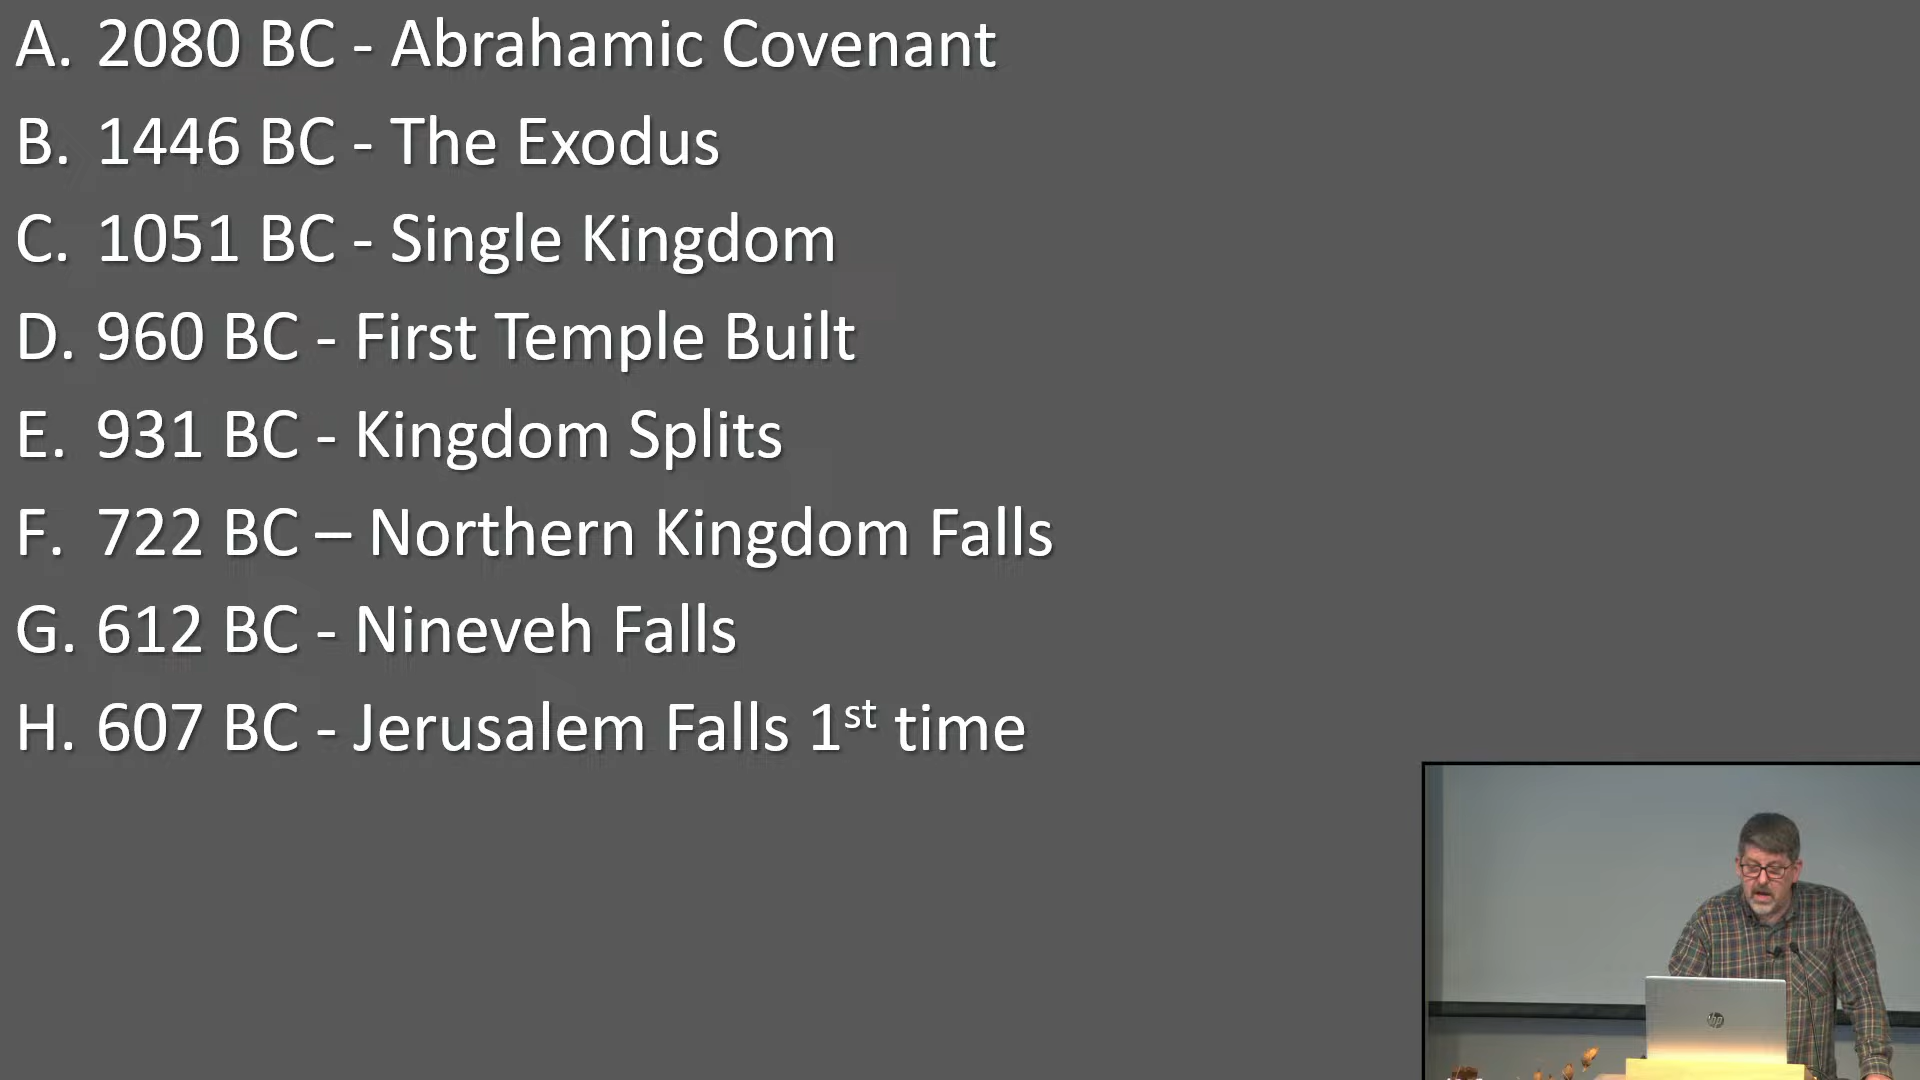 A. 2080 BC - Abrahamic Covenant
B. 1446 BC - The Exodus
C. 1051 BC - Single Kingdom
D. 960 BC - First Temple Built
E. 931 BC - Kingdom Splits
F. 722 BC – Northern Kingdom Falls
G. 612 BC - Nineveh Falls
H. 607 BC - Jerusalem Falls 1st time
hp